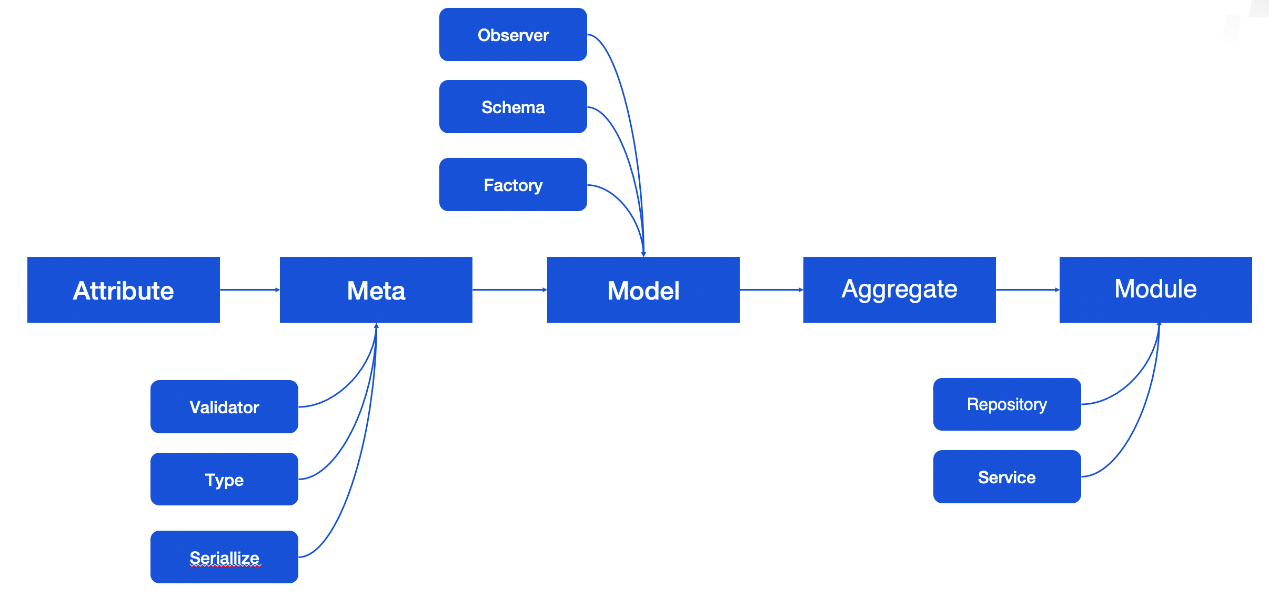 Observer
Schema
Factory
Attribute
Meta
Model
Aggregate
Module
Validator
Type
Seriallize
Repository
Service